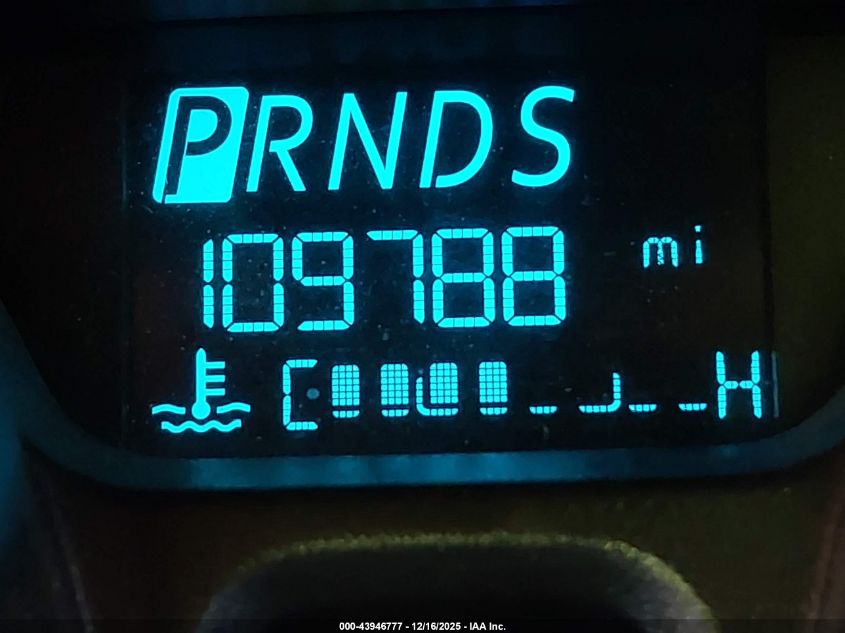 PRNDS
109788 mi
C H
000-43946777 - 12/16/2025 - IAA Inc.